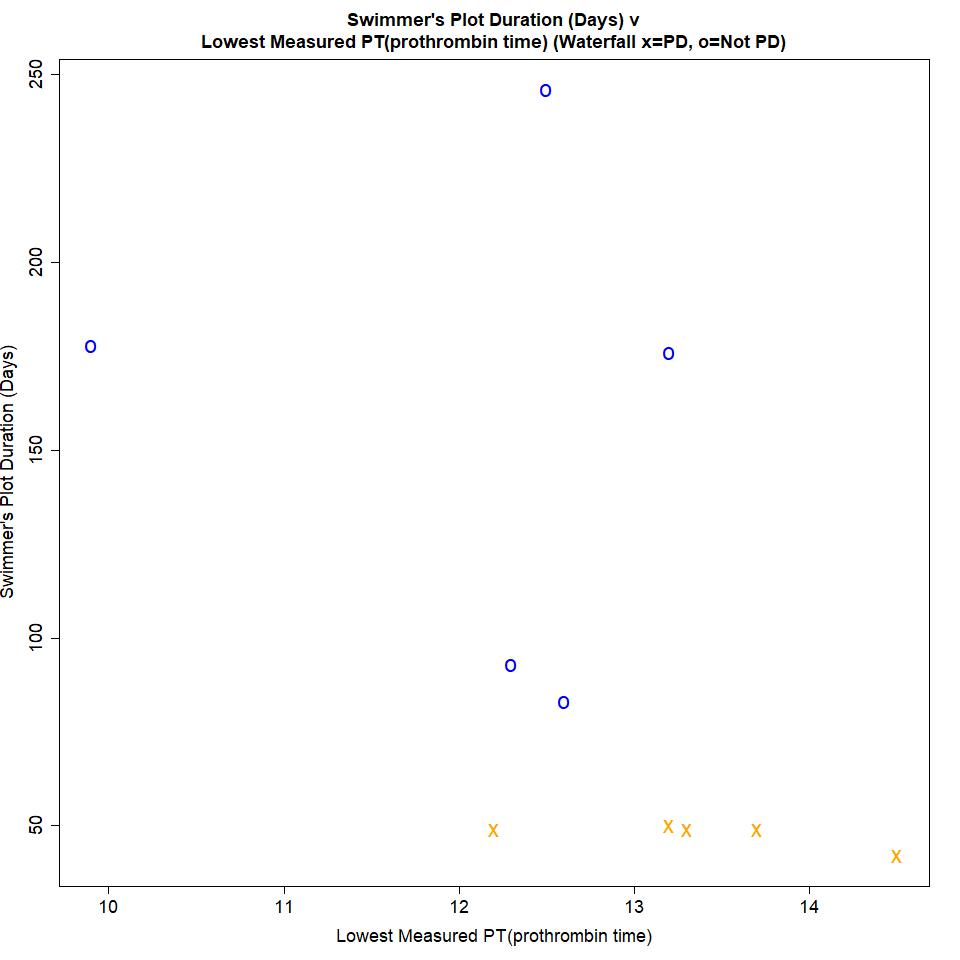 Swimmer's Plot Duration (Days) v
Lowest Measured PT(prothrombin time) (Waterfall x=PD, o=Not PD)
Swimmer's Plot Duration (Days)
250
200
150
100
50
O
O
O
O
O
X
X
X
X
X
10
11
12
13
14
Lowest Measured PT(prothrombin time)